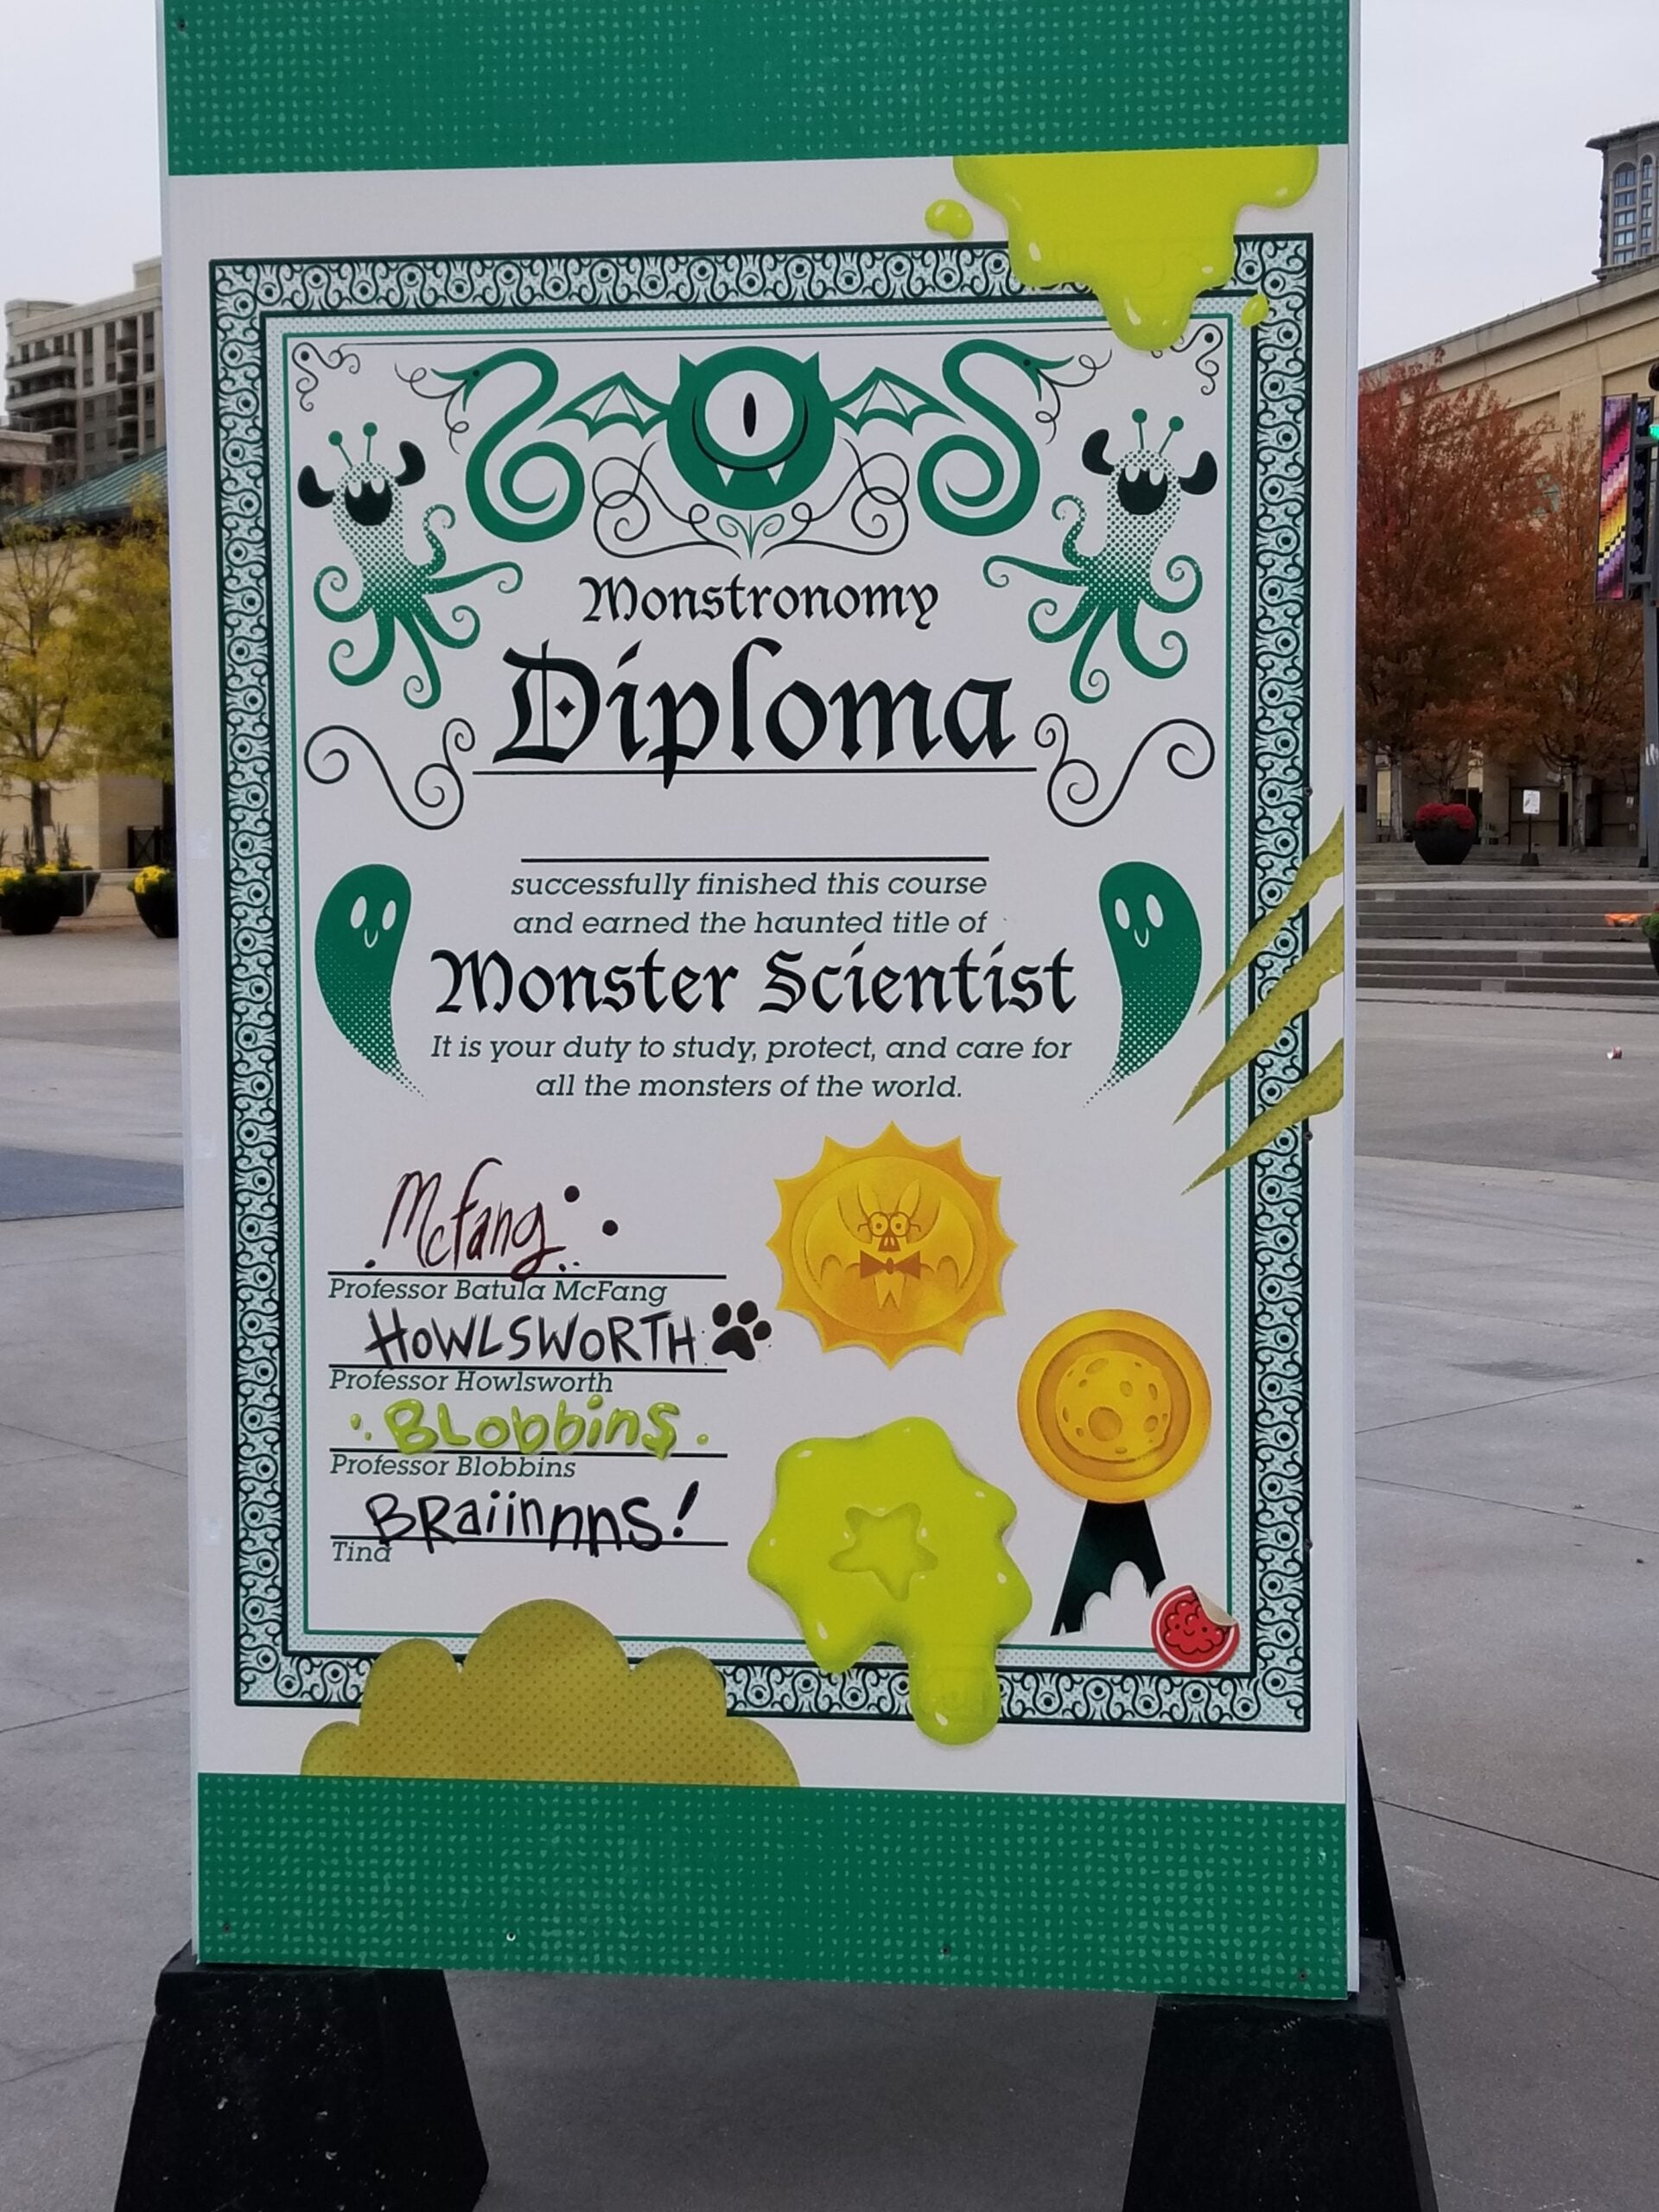 Monstronomy
Diploma
successfully finished this course
and earned the haunted title of
Monster Scientist
It is your duty to study, protect, and care for
all the monsters of the world.
McFang
Professor Batula McFang
HOWLSWORTH
Professor Howlsworth
BLobbins
Professor Blobbins
BRaiinnnns!
Tina